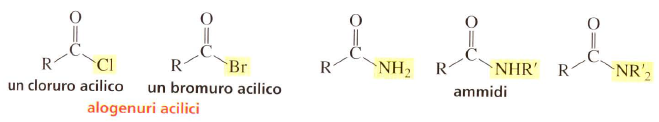 O O O O O
C C C C C
R Cl R Br R NH₂ R NHR′ R NR′₂
un cloruro acilico un bromuro acilico ammidi
alogenuri acilici